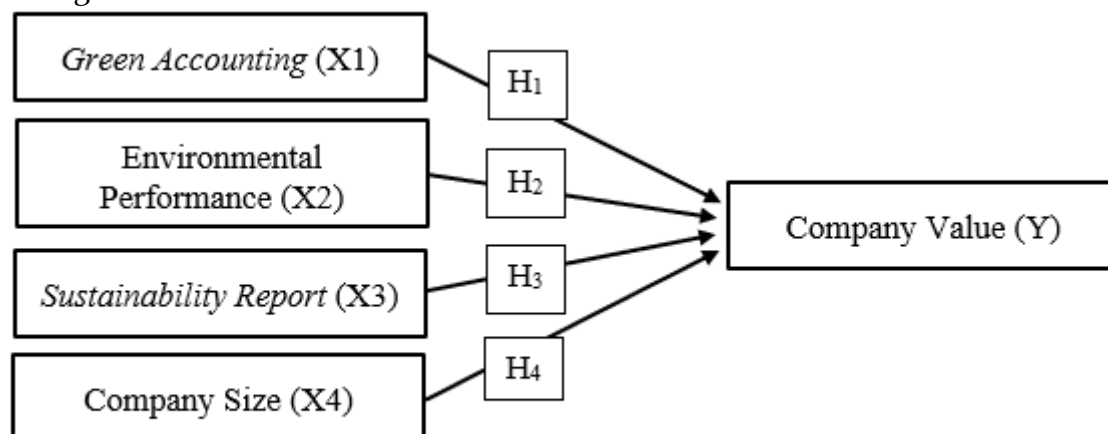 Green Accounting (X1)
H1
Environmental
Performance (X2)
H2
Company Value (Y)
Sustainability Report (X3)
H3
Company Size (X4)
H4